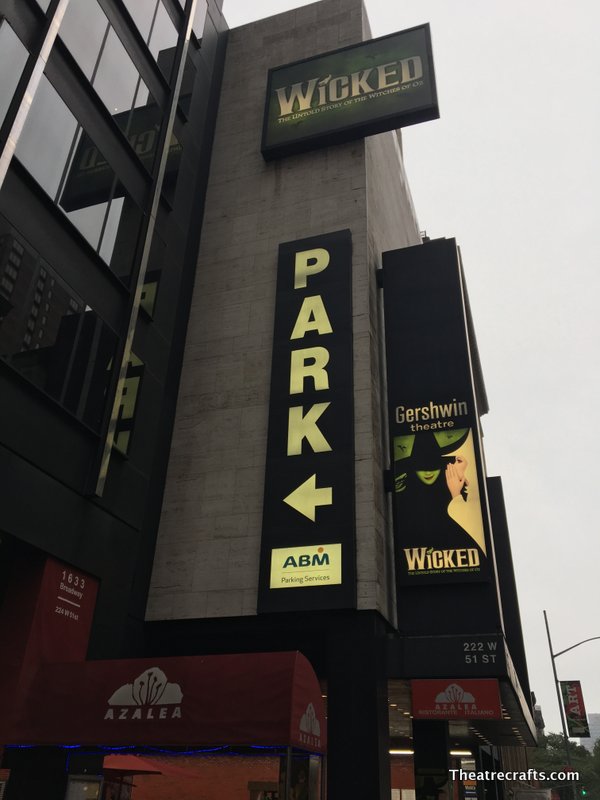 WICKED
THE UNTOLD STORY OF THE WITCHES OF OZ
PARK
ABM
Parking Services
Gershwin
theatre
WICKED
THE UNTOLD STORY OF THE WITCHES OF OZ
1633
Broadway
224 W 51st
222 W
51 ST
AZALEA
AZALEA
AZALEA
RISTORANTE ITALIANO
Theatrecrafts.com